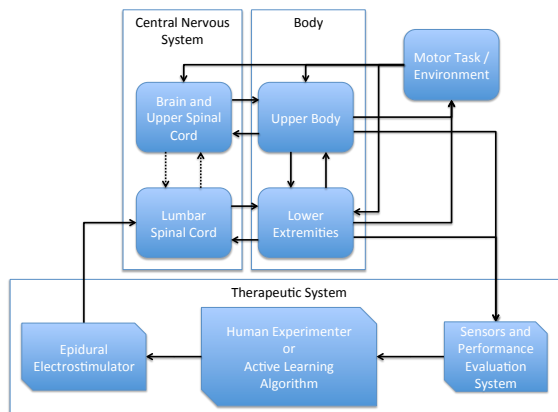 Central Nervous
System
Body
Motor Task /
Environment
Brain and
Upper Spinal
Cord
Upper Body
Lumbar
Spinal Cord
Lower
Extremities
Therapeutic System
Epidural
Electrostimulator
Human Experimenter
or
Active Learning
Algorithm
Sensors and
Performance
Evaluation
System